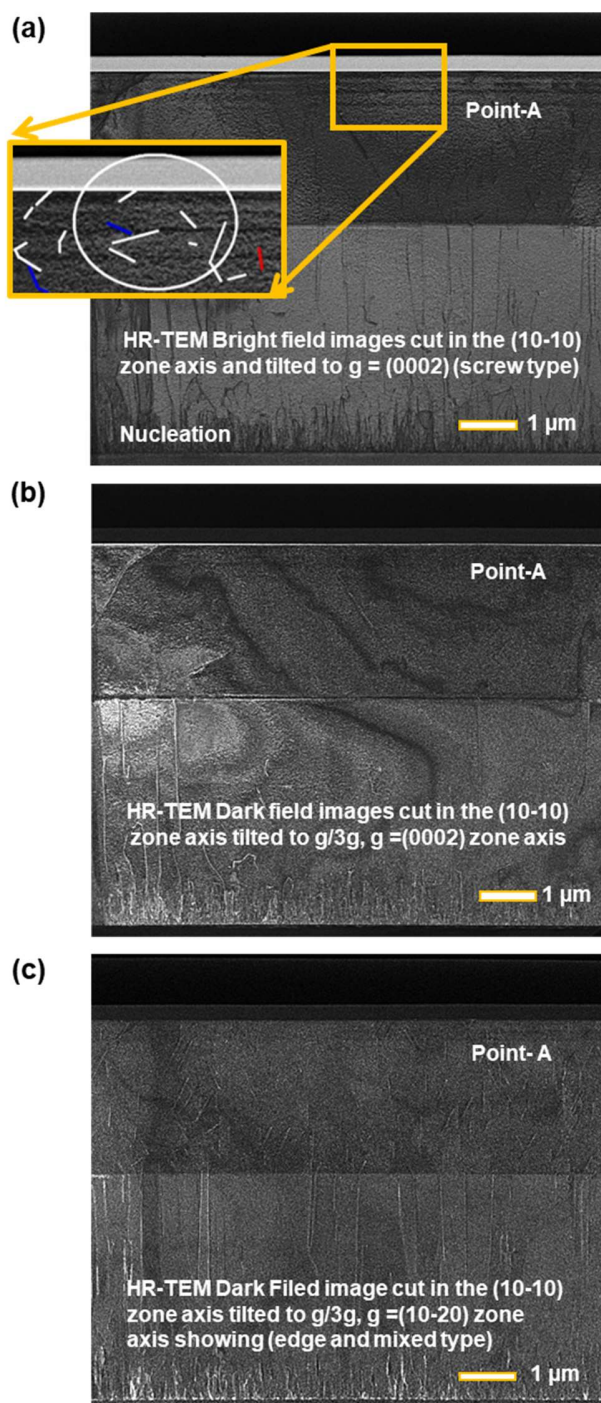 (a)
Point-A
HR-TEM Bright field images cut in the (10-10)
zone axis and tilted to g = (0002) (screw type)
Nucleation
1 µm
(b)
Point-A
HR-TEM Dark field images cut in the (10-10)
zone axis tilted to g/3g, g =(0002) zone axis
1 µm
(c)
Point- A
HR-TEM Dark Filed image cut in the (10-10)
zone axis tilted to g/3g, g =(10-20) zone
axis showing (edge and mixed type)
1 µm